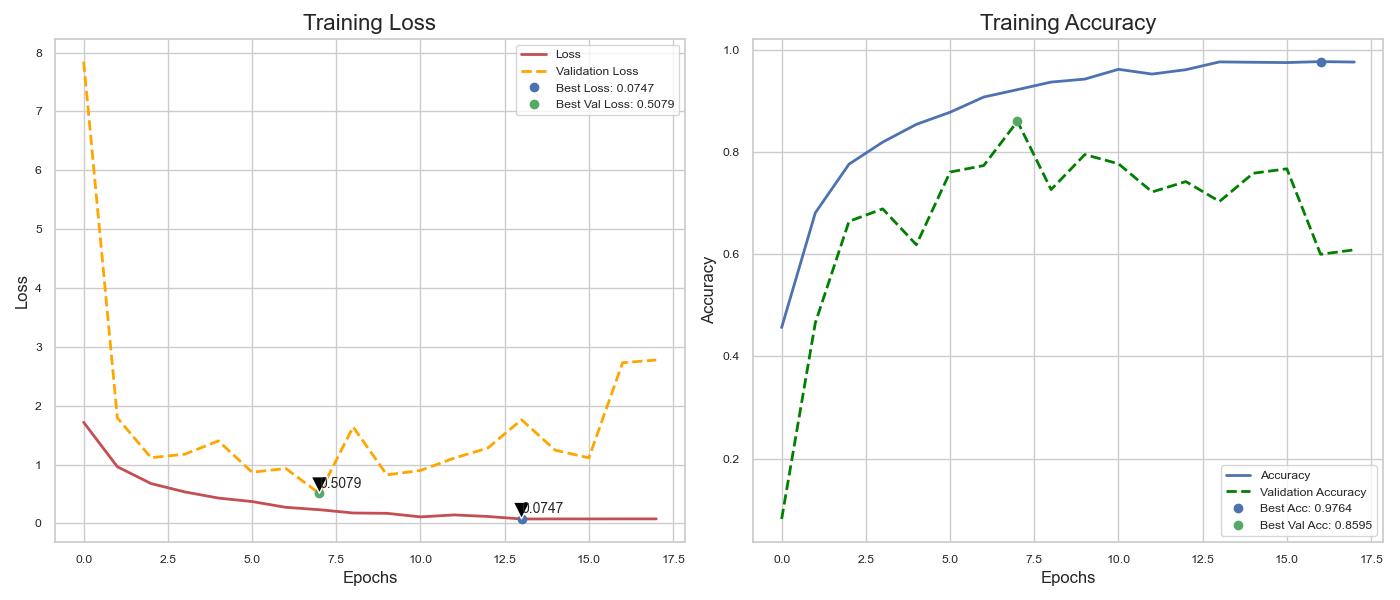 Training Loss
8
7
6
5
4
3
2
1
0
Loss
Loss
Validation Loss
Best Loss: 0.0747
Best Val Loss: 0.5079
0.5079
0.0747
0.0 2.5 5.0 7.5 10.0 12.5 15.0 17.5
Epochs
Training Accuracy
1.0
0.8
0.6
0.4
0.2
Accuracy
Accuracy
Validation Accuracy
Best Acc: 0.9764
Best Val Acc: 0.8595
0.0 2.5 5.0 7.5 10.0 12.5 15.0 17.5
Epochs